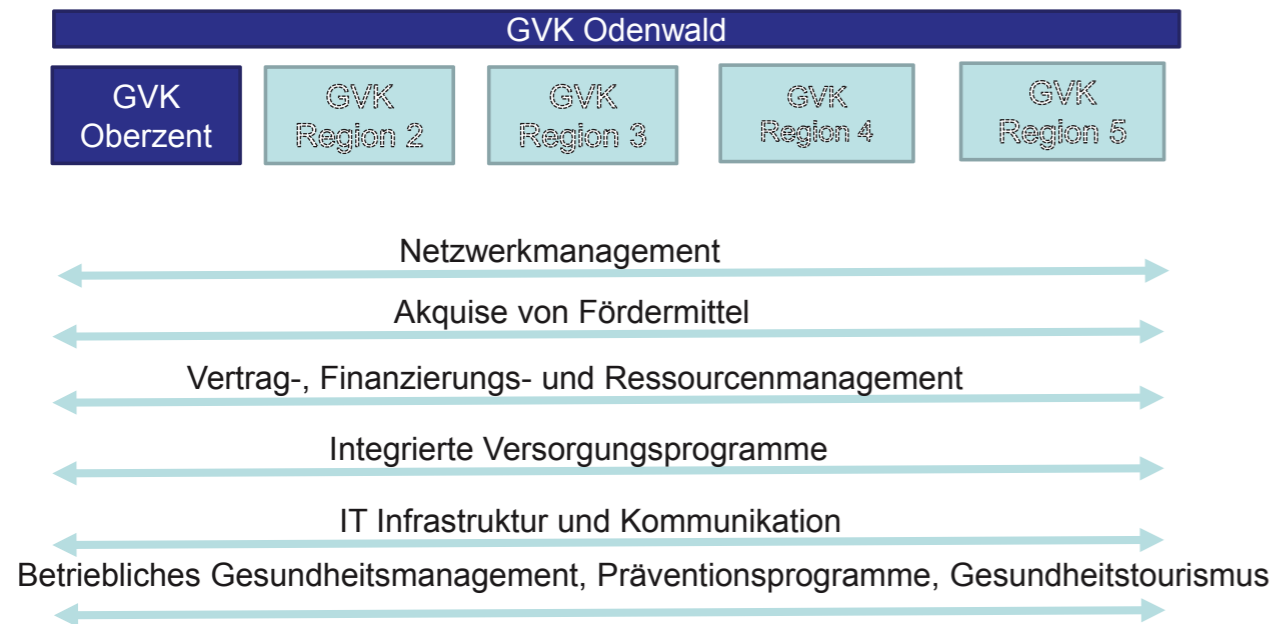 GVK Odenwald
GVK
Oberzent
GVK
Region 2
GVK
Region 3
GVK
Region 4
GVK
Region 5
Netzwerkmanagement
Akquise von Fördermittel
Vertrag-, Finanzierungs- und Ressourcenmanagement
Integrierte Versorgungsprogramme
IT Infrastruktur und Kommunikation
Betriebliches Gesundheitsmanagement, Präventionsprogramme, Gesundheitstourismus